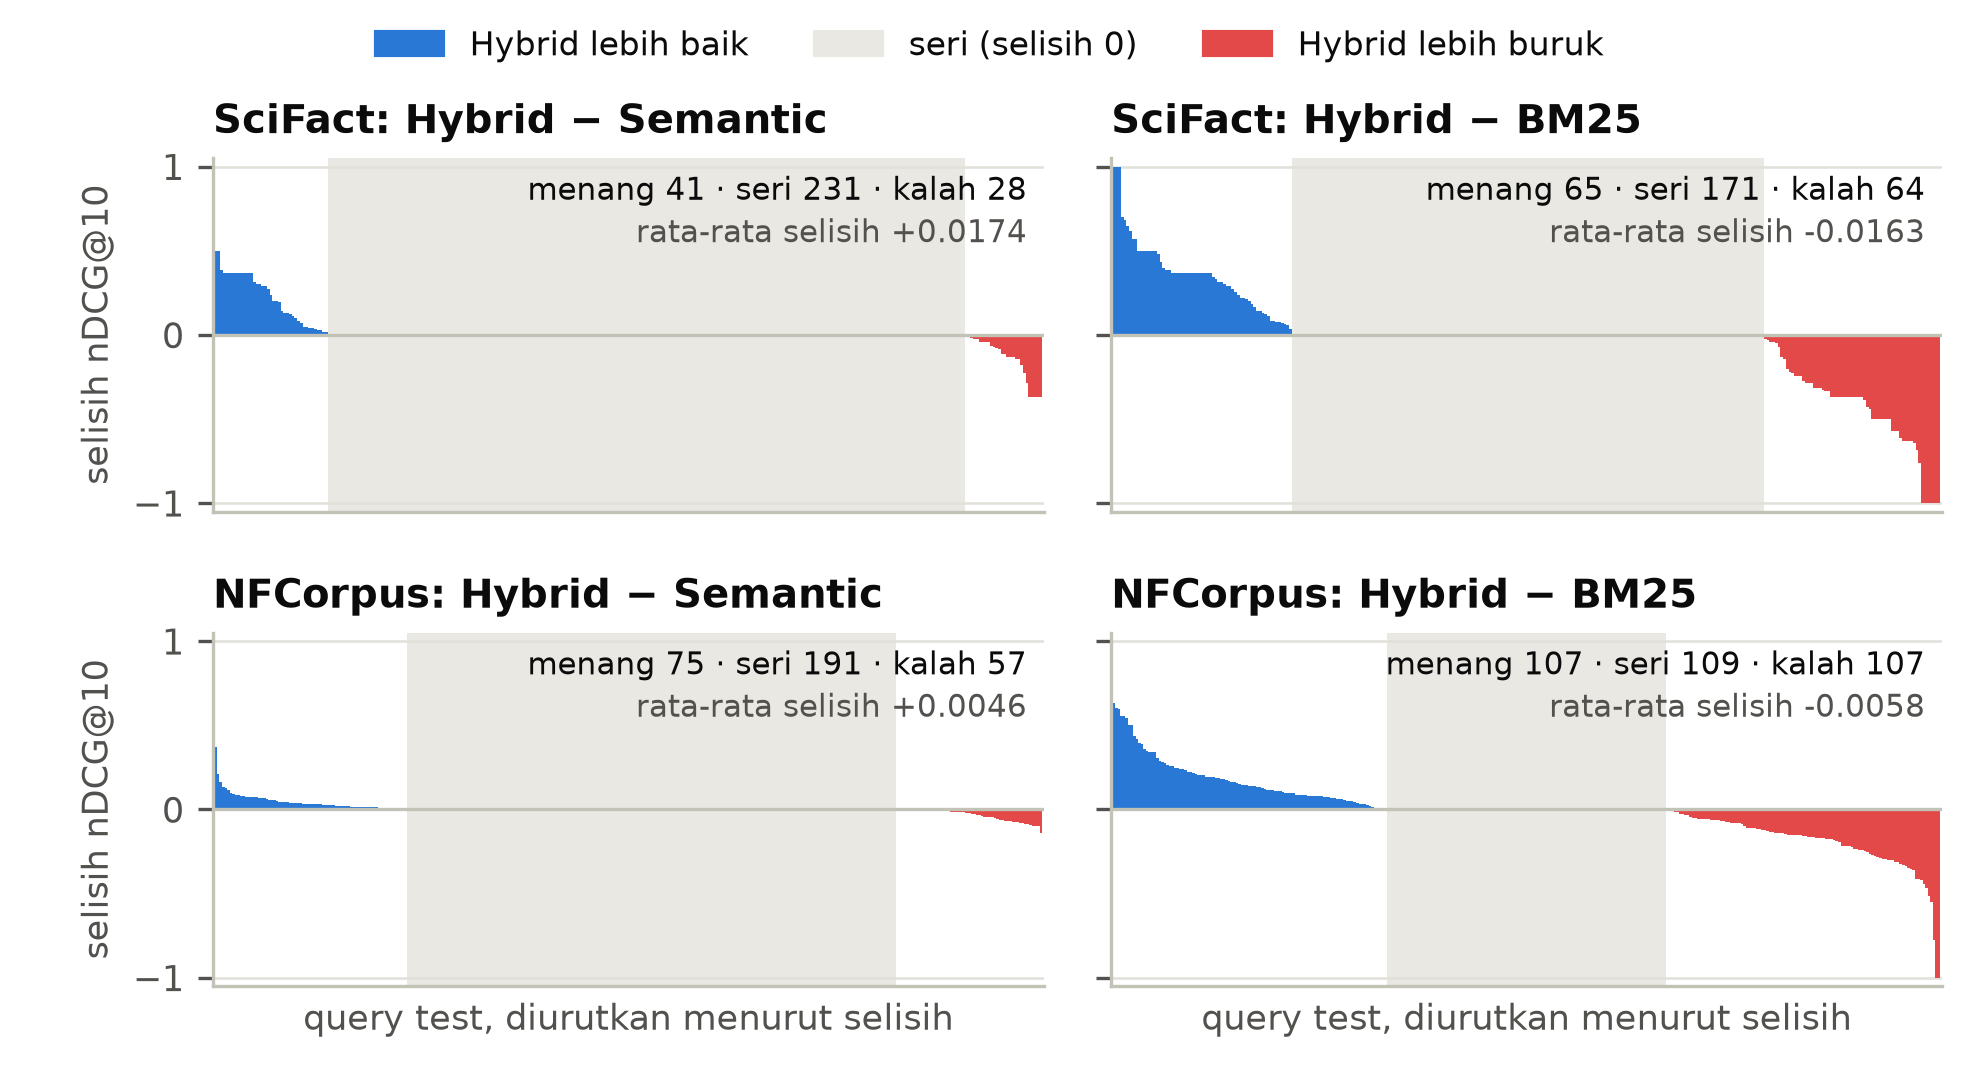 Hybrid lebih baik
seri (selisih 0)
Hybrid lebih buruk
SciFact: Hybrid − Semantic
menang 41 · seri 231 · kalah 28
rata-rata selisih +0.0174
1
0
−1
selisih nDCG@10
SciFact: Hybrid − BM25
menang 65 · seri 171 · kalah 64
rata-rata selisih -0.0163
NFCorpus: Hybrid − Semantic
menang 75 · seri 191 · kalah 57
rata-rata selisih +0.0046
1
0
−1
selisih nDCG@10
query test, diurutkan menurut selisih
NFCorpus: Hybrid − BM25
menang 107 · seri 109 · kalah 107
rata-rata selisih -0.0058
query test, diurutkan menurut selisih